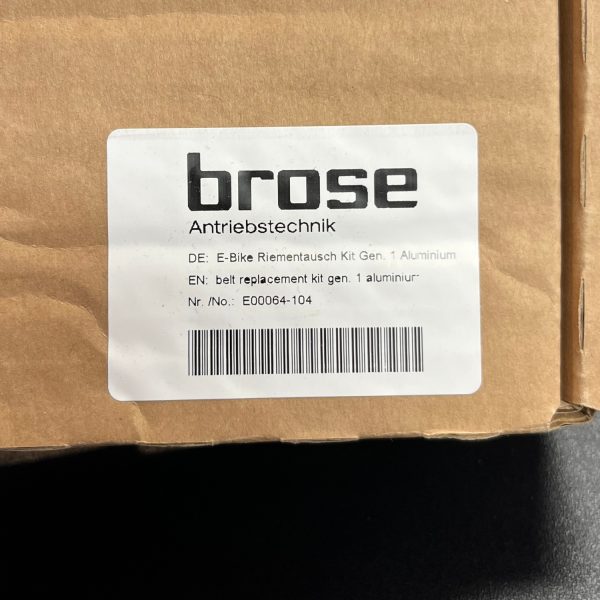 brose
Antriebstechnik
DE: E-Bike Riementausch Kit Gen. 1 Aluminium
EN: belt replacement kit gen. 1 aluminium
Nr. /No.: E00064-104